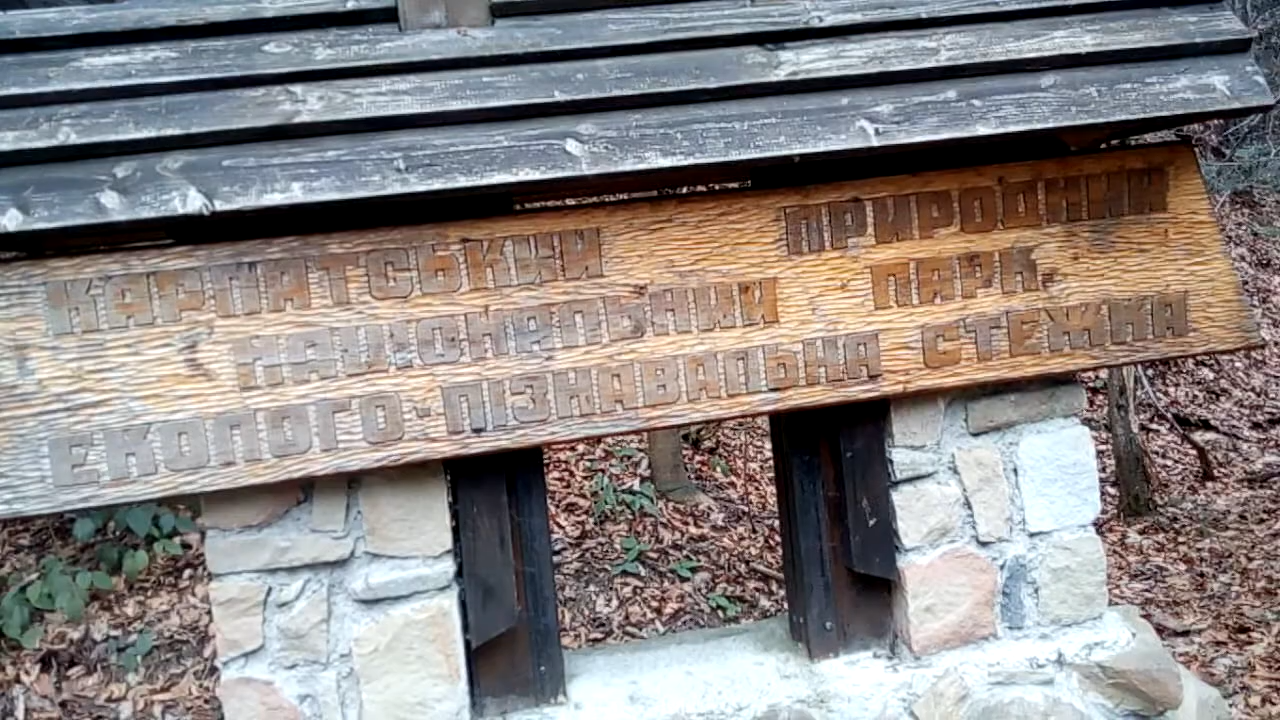 КАРПАТСЬКИЙ ПРИРОДНИЙ
НАЦІОНАЛЬНИЙ ПАРК
ЕКОЛОГО-ПІЗНАВАЛЬНА СТЕЖКА